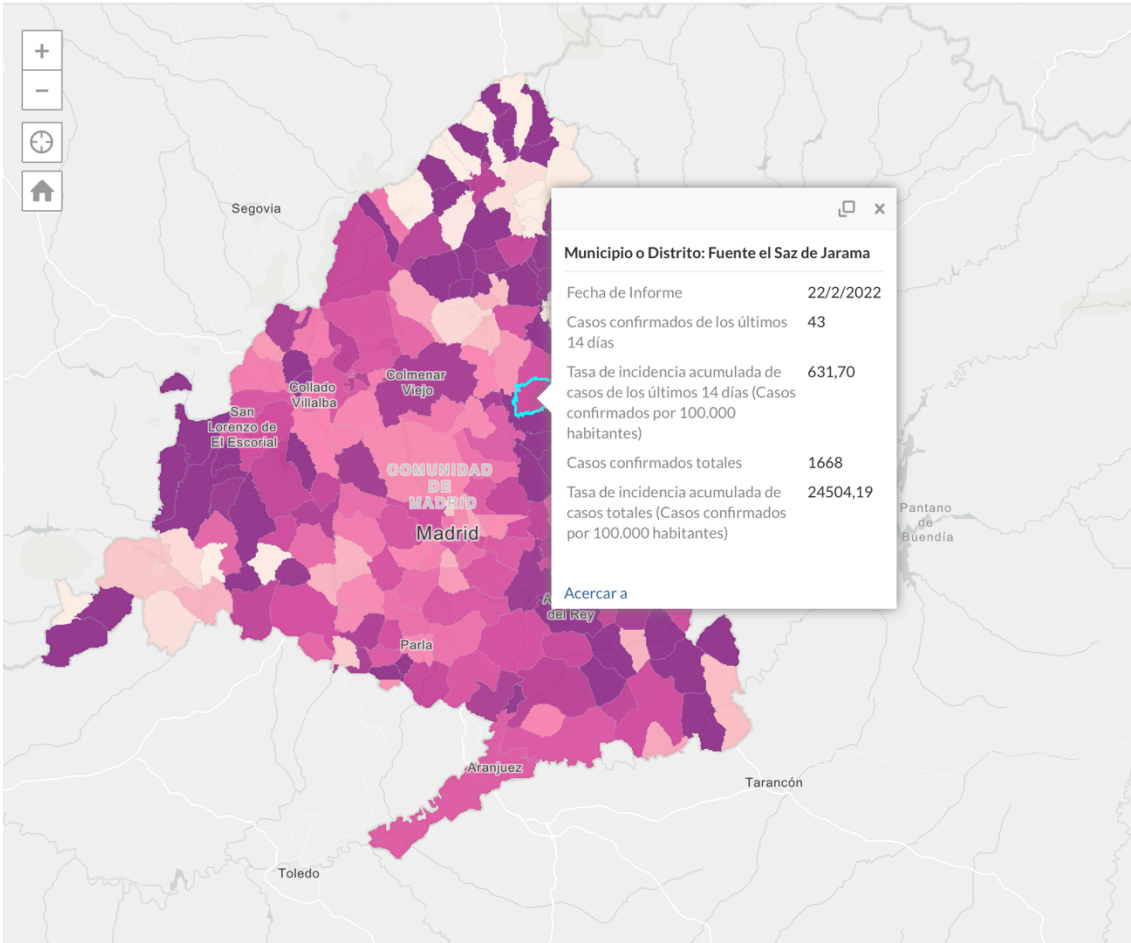 +
−
Segovia
Municipio o Distrito: Fuente el Saz de Jarama
Fecha de Informe 22/2/2022
Casos confirmados de los últimos 43
14 días
Tasa de incidencia acumulada de 631,70
casos de los últimos 14 días (Casos
confirmados por 100.000
habitantes)
Casos confirmados totales 1668
Tasa de incidencia acumulada de 24504,19
casos totales (Casos confirmados
por 100.000 habitantes)
Acercar a
Colmenar
Viejo
Collado
Villalba
San
Lorenzo de
El Escorial
COMUNIDAD
DE
MADRID
Madrid
Pantano
de
Buendía
del Rey
Parla
Aranjuez
Tarancón
Toledo